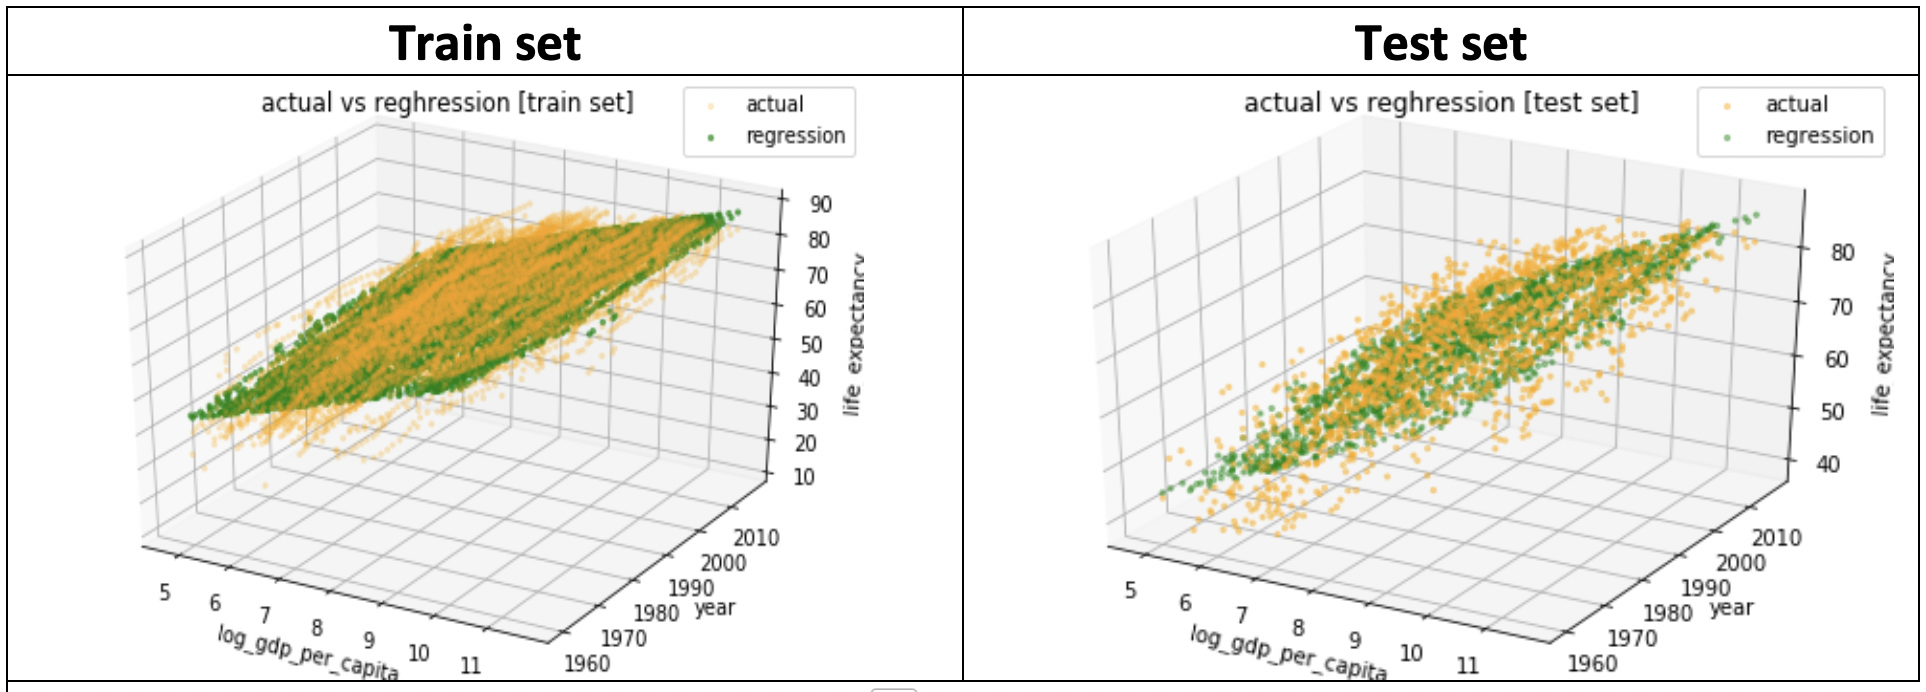 Train set
Test set
actual vs reghression [train set]
actual
regression
90
80
70
60
50
40
30
20
10
life expectancy
5
6
7
8
9
10
11
log_gdp_per_capita
1960
1970
1980
1990
2000
2010
year
actual vs reghression [test set]
actual
regression
80
70
60
50
40
life expectancy
5
6
7
8
9
10
11
log_gdp_per_capita
1960
1970
1980
1990
2000
2010
year